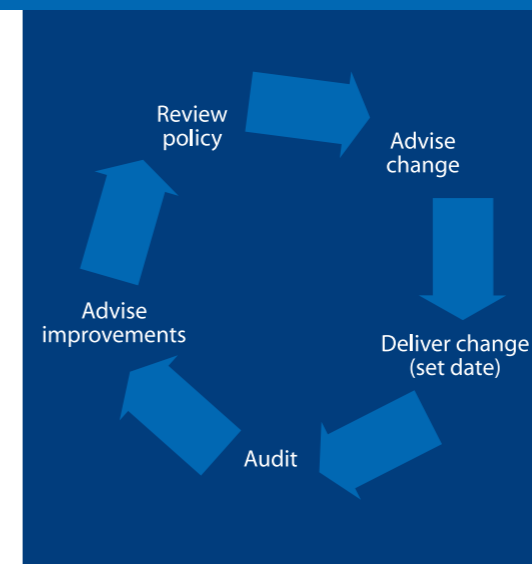 Review
policy
Advise
change
Deliver change
(set date)
Audit
Advise
improvements